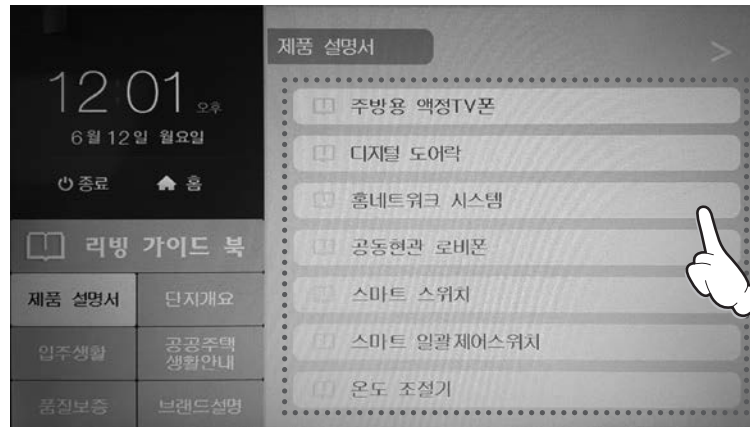 12:01 오후
6월 12일 월요일
종료
홈
리빙 가이드 북
제품 설명서
단지개요
입주생활
공공주택
생활안내
품질보증
브랜드설명
제품 설명서
>
주방용 액정TV폰
디지털 도어락
홈네트워크 시스템
공동현관 로비폰
스마트 스위치
스마트 일괄제어스위치
온도 조절기